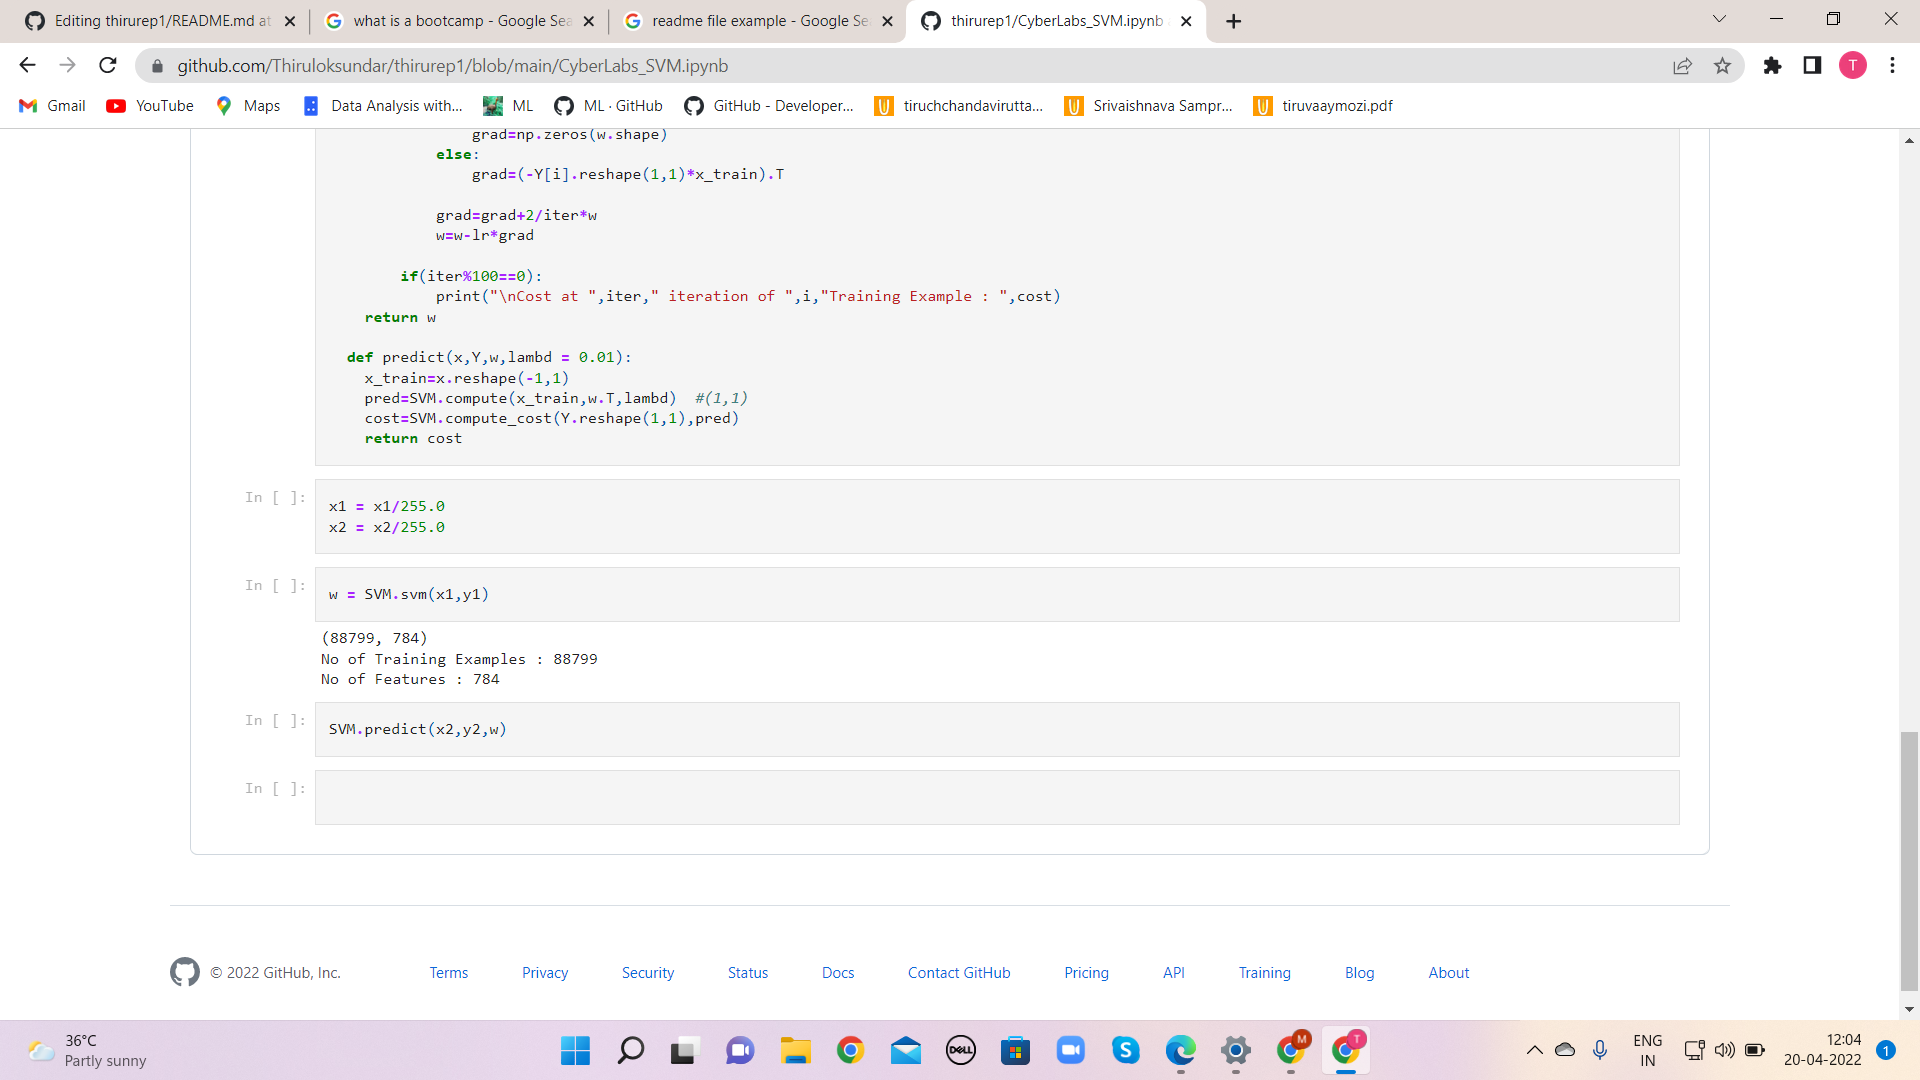 Editing thirurep1/README.md at
what is a bootcamp - Google Sea
readme file example - Google Se
thirurep1/CyberLabs_SVM.ipynb
github.com/Thiruloksundar/thirurep1/blob/main/CyberLabs_SVM.ipynb
T
Gmail
YouTube
Maps
Data Analysis with...
ML
ML · GitHub
GitHub - Developer...
tiruchchandavirutta...
Srivaishnava Sampr...
tiruvaaymozi.pdf
grad=np.zeros(w.shape)
else:
grad=(-Y[i].reshape(1,1)*x_train).T
grad=grad+2/iter*w
w=w-lr*grad
if(iter%100==0):
print("\nCost at ",iter," iteration of ",i,"Training Example : ",cost)
return w
def predict(x,Y,w,lambd = 0.01):
x_train=x.reshape(-1,1)
pred=SVM.compute(x_train,w.T,lambd)  #(1,1)
cost=SVM.compute_cost(Y.reshape(1,1),pred)
return cost
In [ ]:
x1 = x1/255.0
x2 = x2/255.0
In [ ]:
w = SVM.svm(x1,y1)
(88799, 784)
No of Training Examples : 88799
No of Features : 784
In [ ]:
SVM.predict(x2,y2,w)
In [ ]:
© 2022 GitHub, Inc.
Terms
Privacy
Security
Status
Docs
Contact GitHub
Pricing
API
Training
Blog
About
36°C
Partly sunny
DELL
S
M
T
ENG
IN
12:04
20-04-2022
1